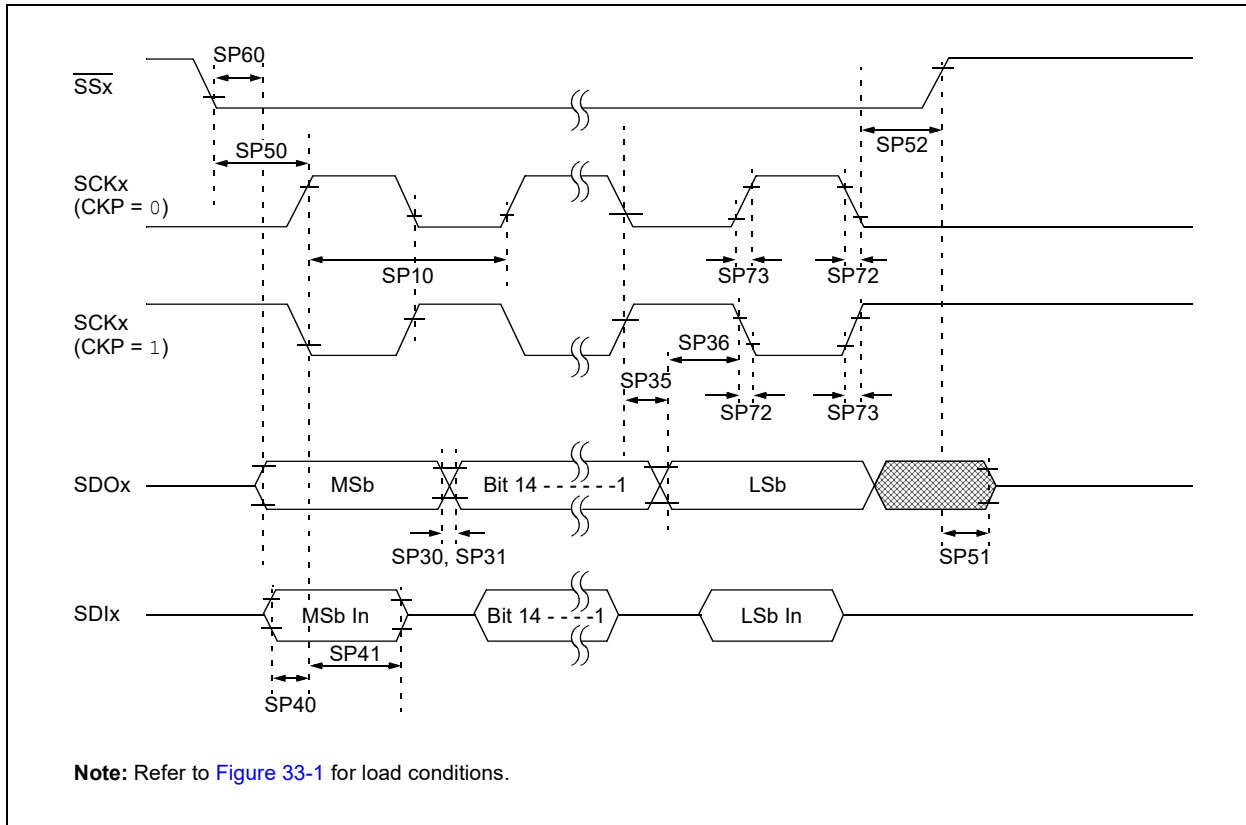 SP60
SSx
SP50
SP52
SCKx
(CKP = 0)
SP10
SP73
SP72
SCKx
(CKP = 1)
SP36
SP35
SP72
SP73
SDOx
MSb
Bit 14 - - - - - -1
LSb
SP30, SP31
SP51
SDIx
MSb In
Bit 14 - - - -1
LSb In
SP41
SP40
Note: Refer to Figure 33-1 for load conditions.